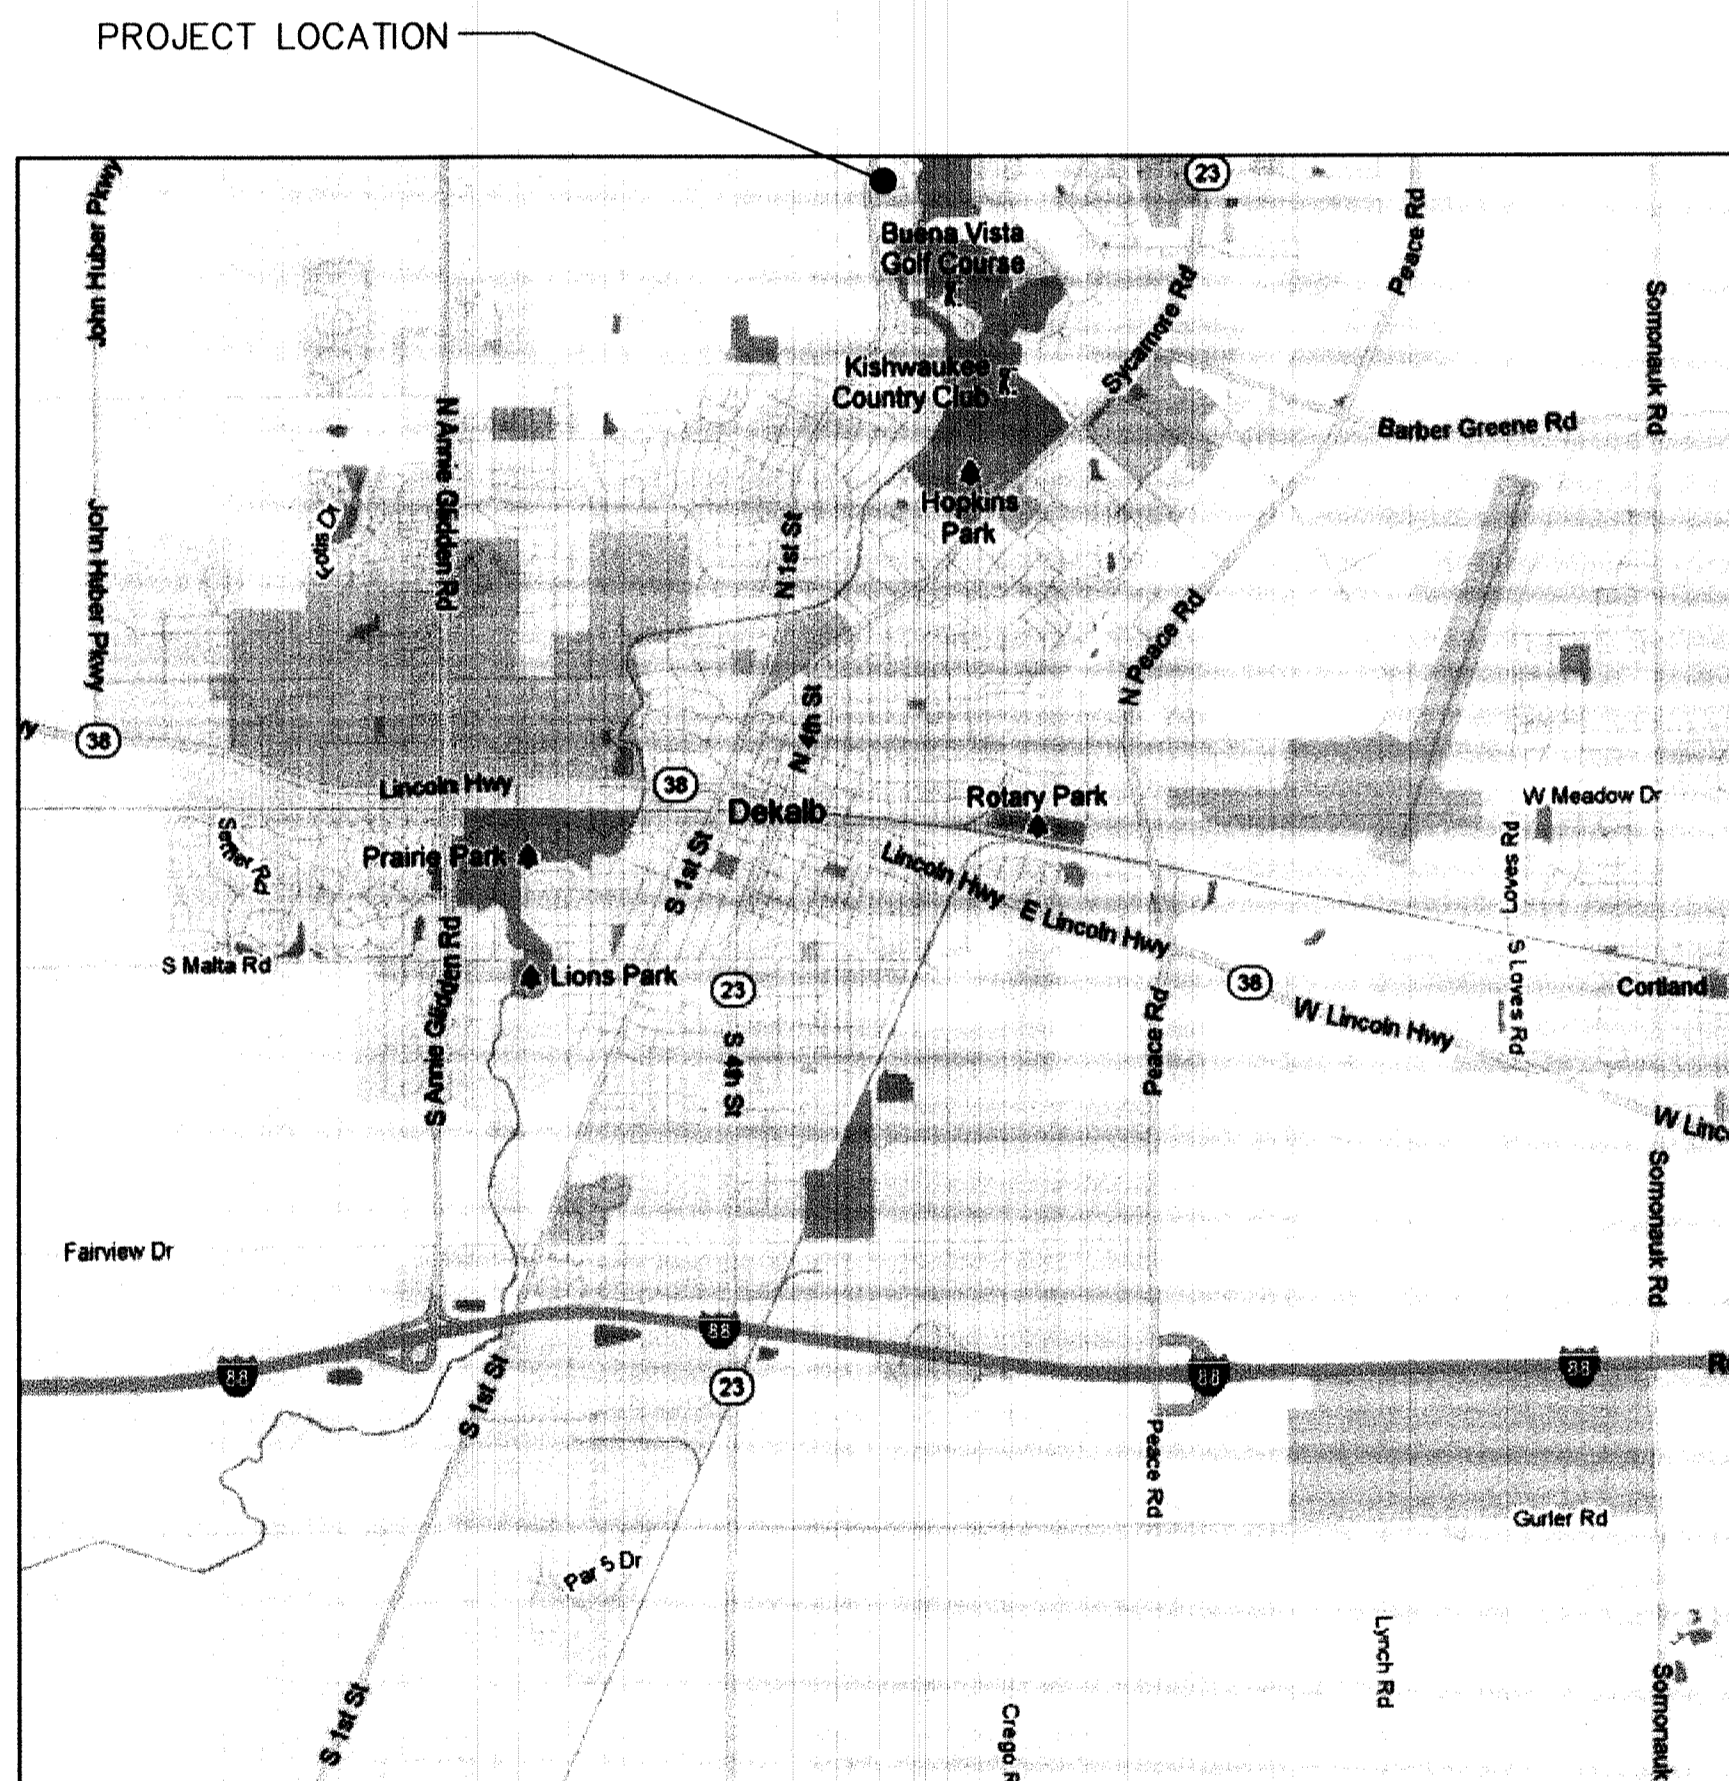 PROJECT LOCATION
23
John Huber Pkwy
Peace Rd
Buena Vista
Golf Course
Sycamore Rd
Somonauk Rd
Kishwaukee
Country Club
Barber Greene Rd
N Annie Glidden Rd
John Huber Pkwy
Hopkins
Park
N 1st St
N Peace Rd
N 4th St
38
Lincoln Hwy
38
Dekalb
Rotary Park
W Meadow Dr
Prairie Park
S 1st St
Lincoln Hwy
E Lincoln Hwy
Loves Rd
S Malta Rd
S Annie Glidden Rd
Lions Park
23
38
S Loves Rd
Cortland
W Lincoln Hwy
S 4th St
Peace Rd
W Linc
Somonauk Rd
Fairview Dr
88
88
88
88
23
S 1st St
Peace Rd
Gurler Rd
Par 5 Dr
Lynch Rd
S 1st St
Crego R
Somonauk